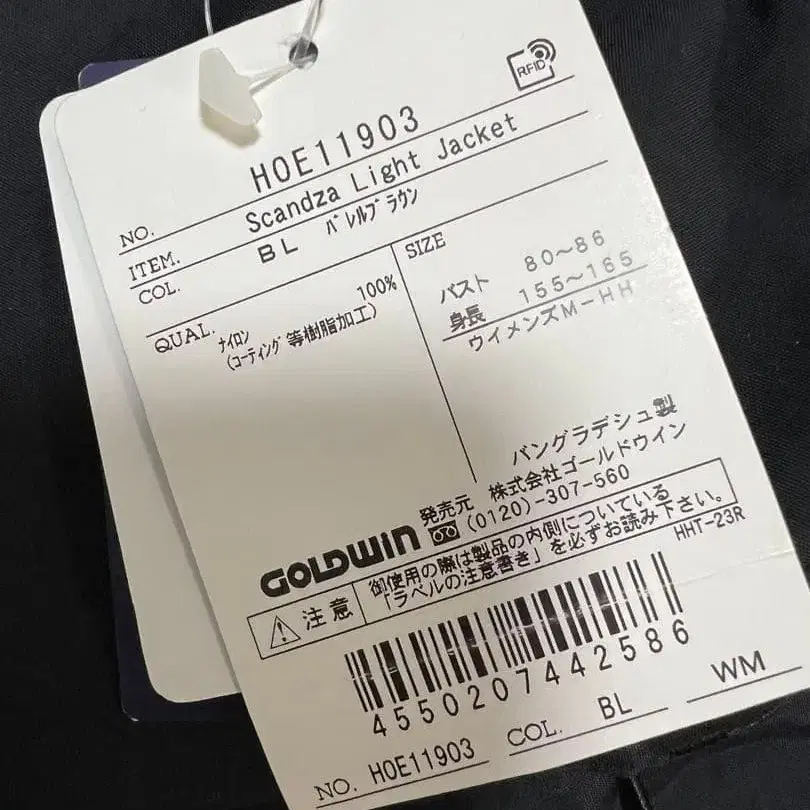 RFID
NO. HOE11903
ITEM. Scandza Light Jacket
COL. BL バレルブラウン
QUAL. 100%
ナイロン
(コーティング等樹脂加工)
SIZE
バスト 80~86
身長 155~165
ウイメンズM-HH
バングラデシュ製
発売元 株式会社ゴールドウイン
GOLDWIN (0120)-307-560
注意
御使用の際は製品の内側についている
「ラベルの注意書き」を必ずお読み下さい。
HHT-23R
4550207442586
NO. HOE11903 COL. BL WM